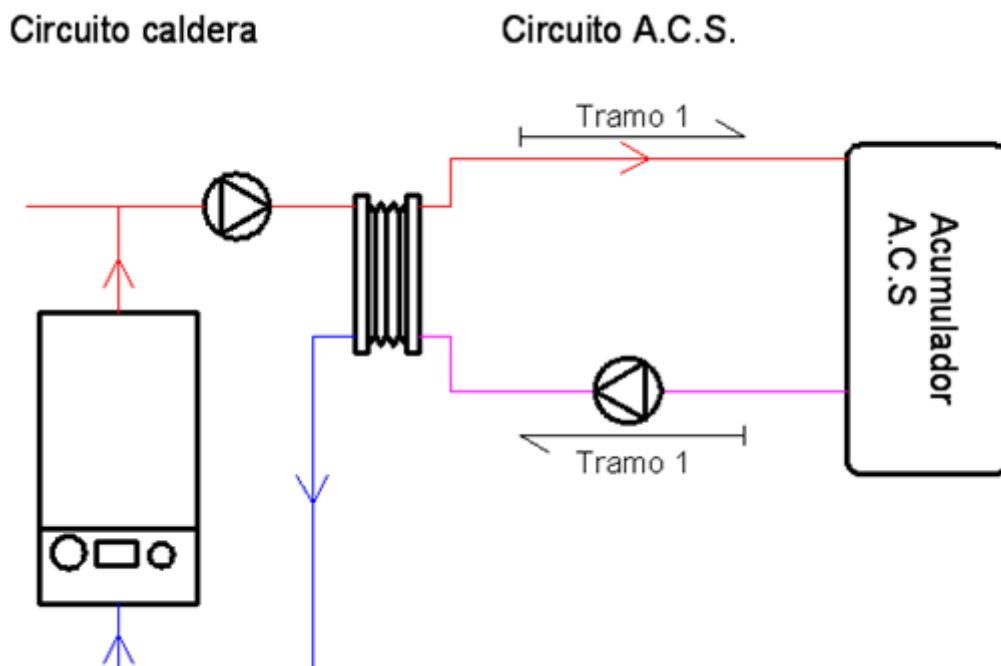 Circuito caldera
Circuito A.C.S.
Tramo 1
Acumulador
A.C.S
Tramo 1